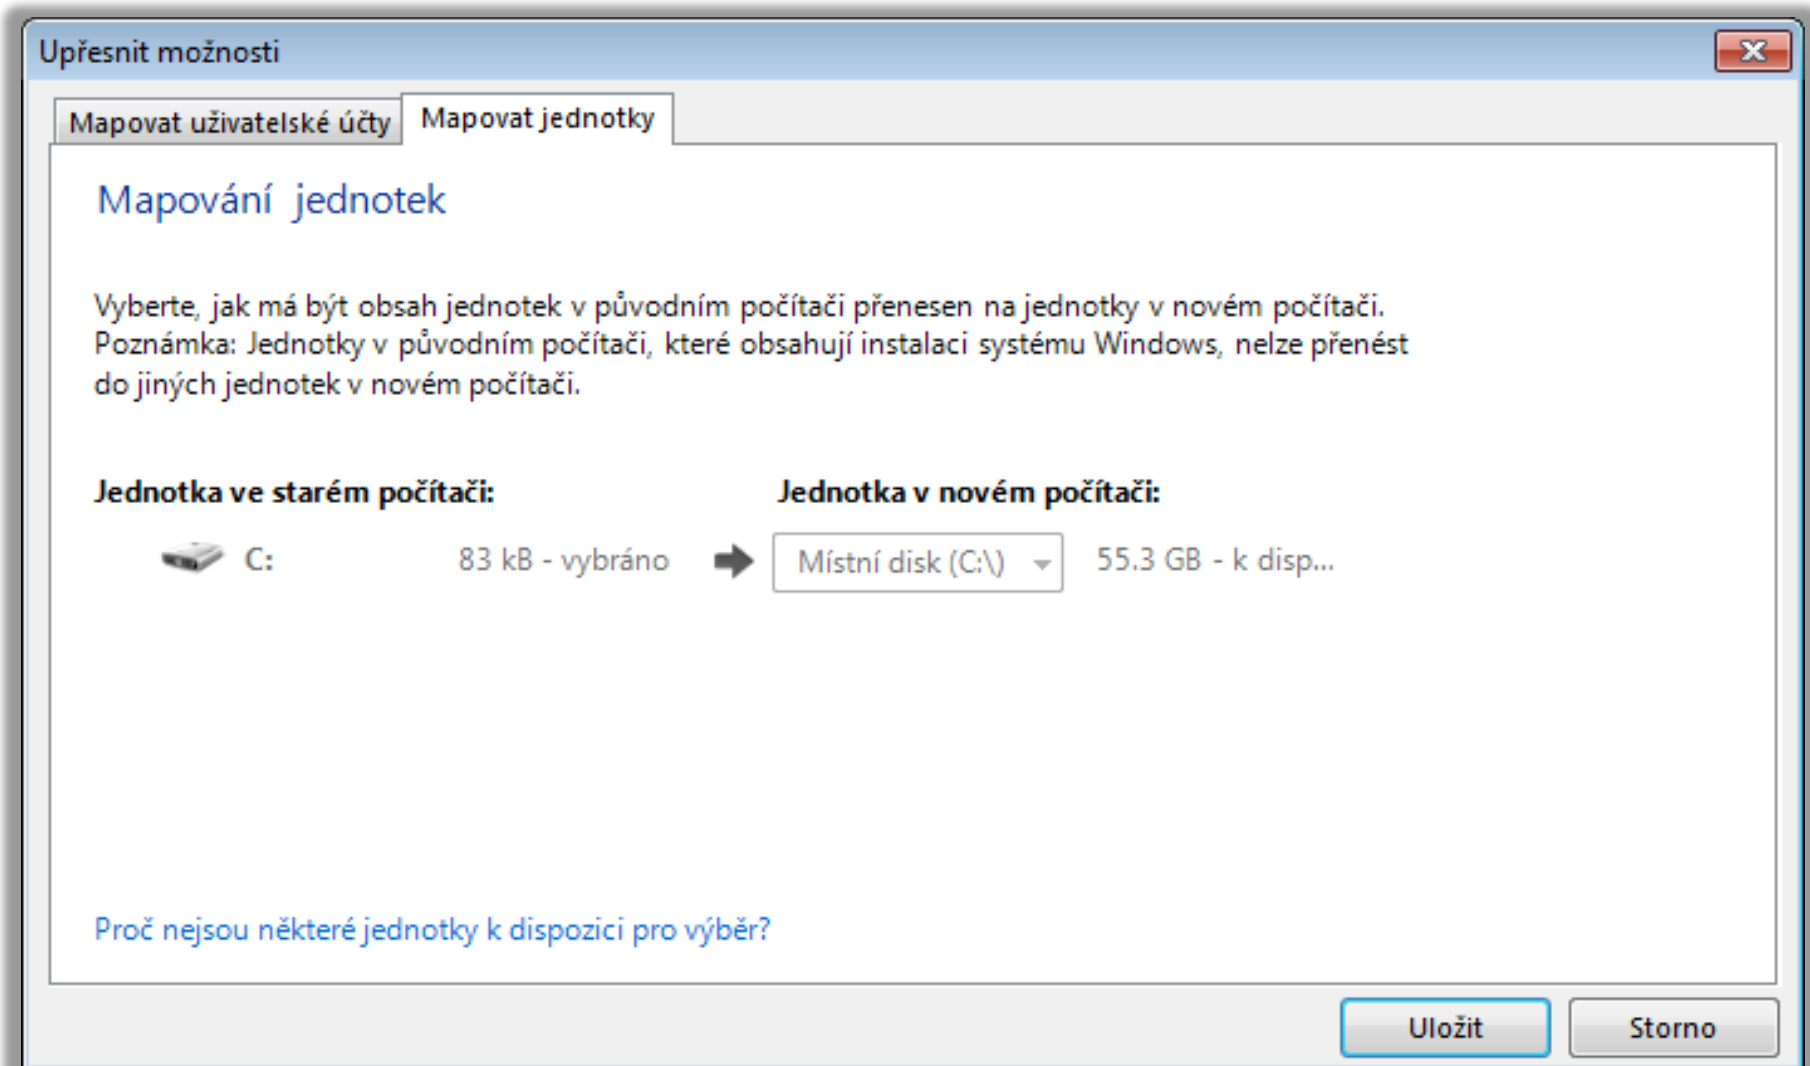 Upřesnit možnosti
Mapovat uživatelské účty Mapovat jednotky
Mapování jednotek
Vyberte, jak má být obsah jednotek v původním počítači přenesen na jednotky v novém počítači.
Poznámka: Jednotky v původním počítači, které obsahují instalaci systému Windows, nelze přenést
do jiných jednotek v novém počítači.
Jednotka ve starém počítači: Jednotka v novém počítači:
C: 83 kB - vybráno Místní disk (C:\) 55.3 GB - k disp...
Proč nejsou některé jednotky k dispozici pro výběr?
Uložit Storno